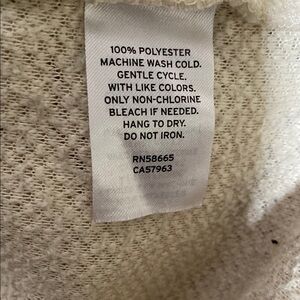 100% POLYESTER
MACHINE WASH COLD.
GENTLE CYCLE,
WITH LIKE COLORS.
ONLY NON-CHLORINE
BLEACH IF NEEDED.
HANG TO DRY.
DO NOT IRON.
RN58665
CA57963